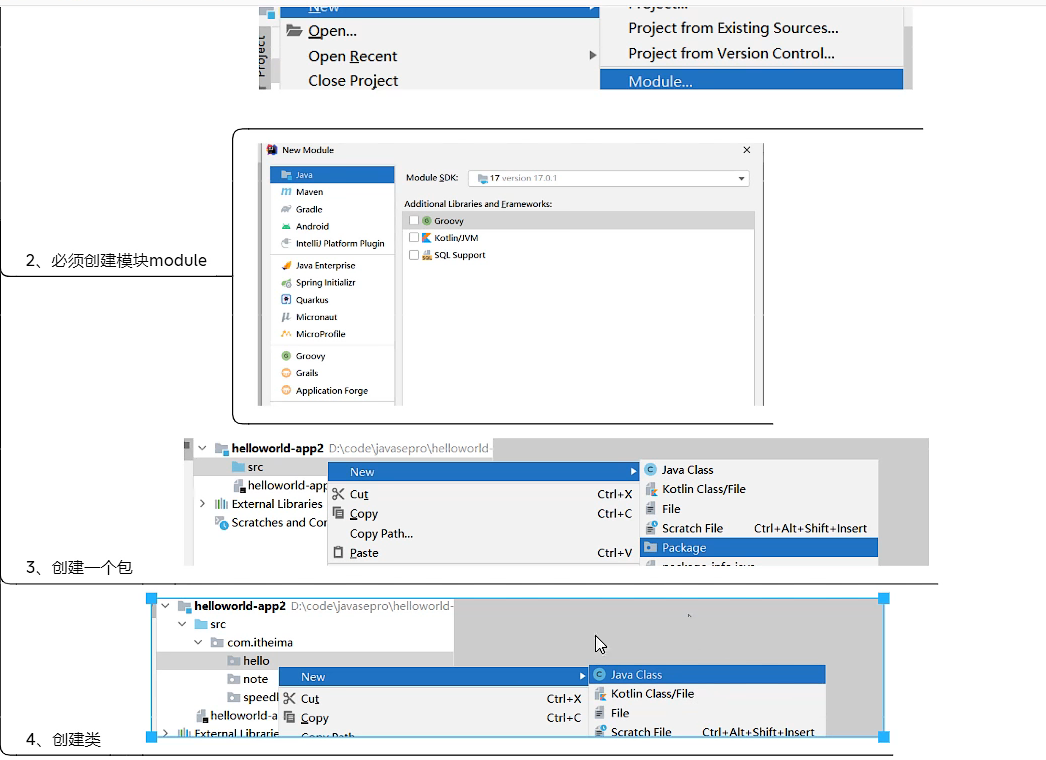 New
Project...
Open...
Project from Existing Sources...
Open Recent
Project from Version Control...
Close Project
Module...
Project
New Module
Java
Module SDK:
17 version 17.0.1
Maven
Additional Libraries and Frameworks:
Gradle
Groovy
Android
Kotlin/JVM
IntelliJ Platform Plugin
SQL Support
Java Enterprise
2、必须创建模块module
Spring Initializr
Quarkus
Micronaut
MicroProfile
Groovy
Grails
Application Forge
helloworld-app2 D:\code\javasepro\helloworld-
src
New
Java Class
helloworld-app
Cut Ctrl+X
Kotlin Class/File
External Libraries
Copy Ctrl+C
File
Scratches and Con
Copy Path...
Scratch File Ctrl+Alt+Shift+Insert
Paste Ctrl+V
Package
package-info.java
3、创建一个包
helloworld-app2 D:\code\javasepro\helloworld-
src
com.itheima
hello
New
Java Class
note
Cut Ctrl+X
Kotlin Class/File
speed
helloworld-a
Copy Ctrl+C
File
External Librarie
Copy Path
Scratch File Ctrl+Alt+Shift+Insert
4、创建类